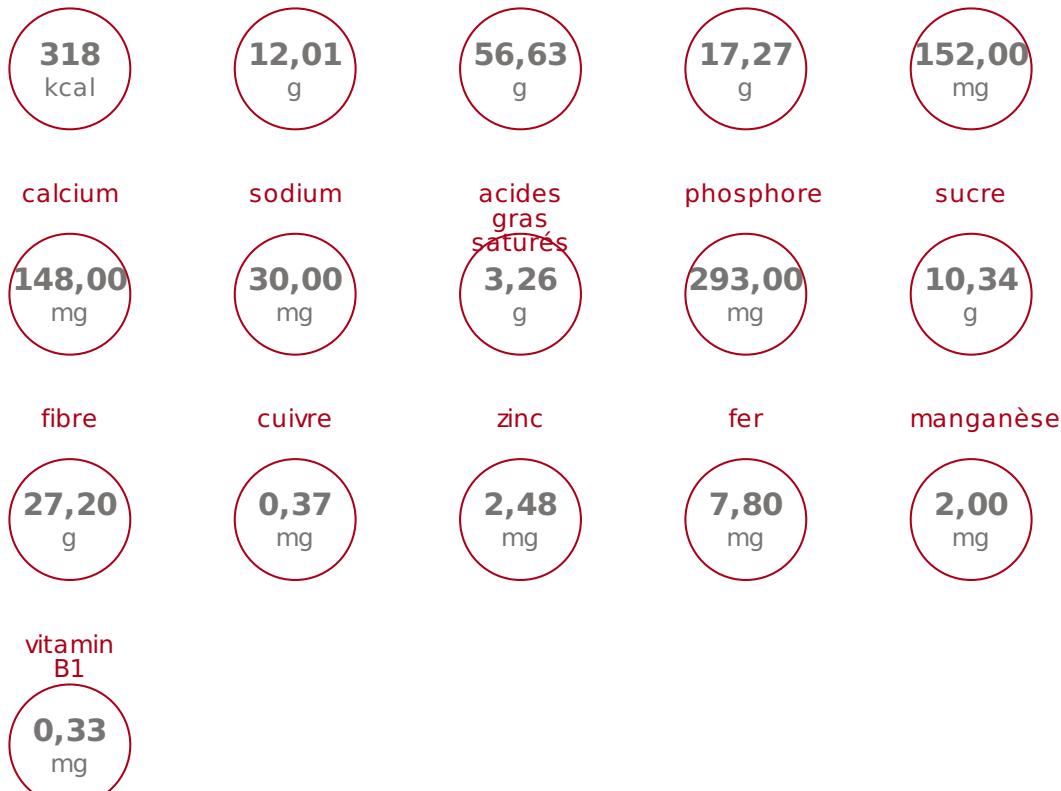 318 12,01 56,63 17,27 152,00
kcal g g g mg
calcium sodium acides phosphore sucre
gras
saturés
148,00 30,00 3,26 293,00 10,34
mg mg g mg g
fibre cuivre zinc fer manganèse
27,20 0,37 2,48 7,80 2,00
g mg mg mg mg
vitamin
B1
0,33
mg